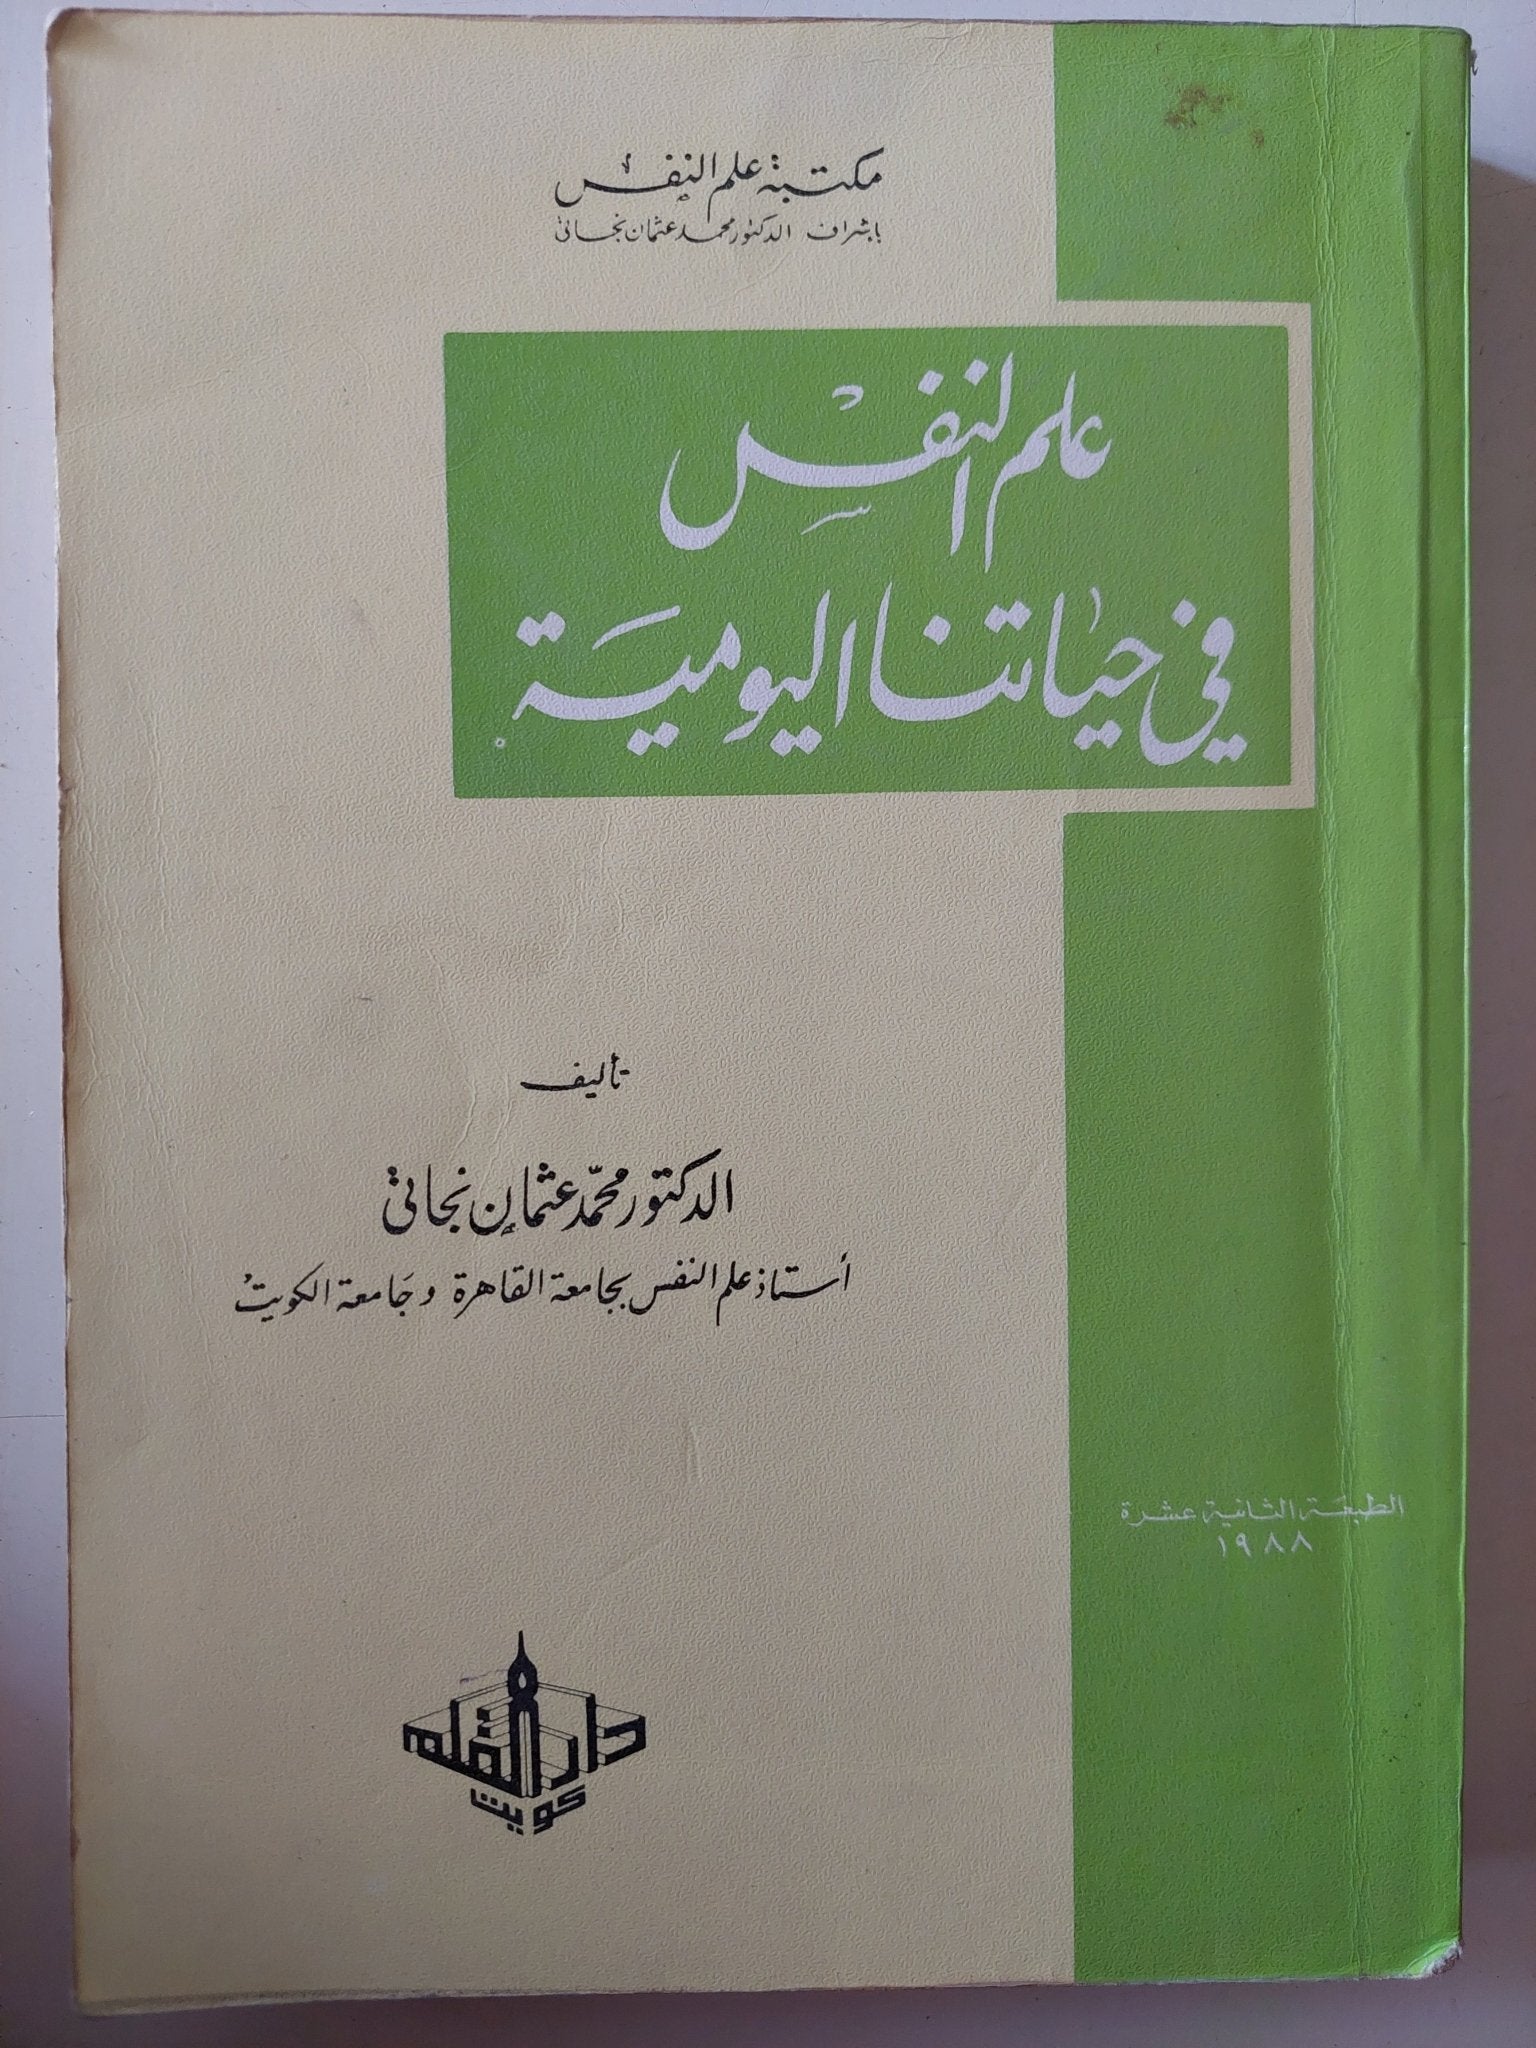 مكتبة علم النفس
بإشراف الدكتور محمد عثمان نجاتي
علم النفس
في حياتنا اليومية
تأليف
الدكتور محمّد عثمان نجاتي
أستاذ علم النفس بجامعة القاهرة وجامعة الكويت
الطبعة الثانية عشرة
١٩٨٨
دار القلم
كويت